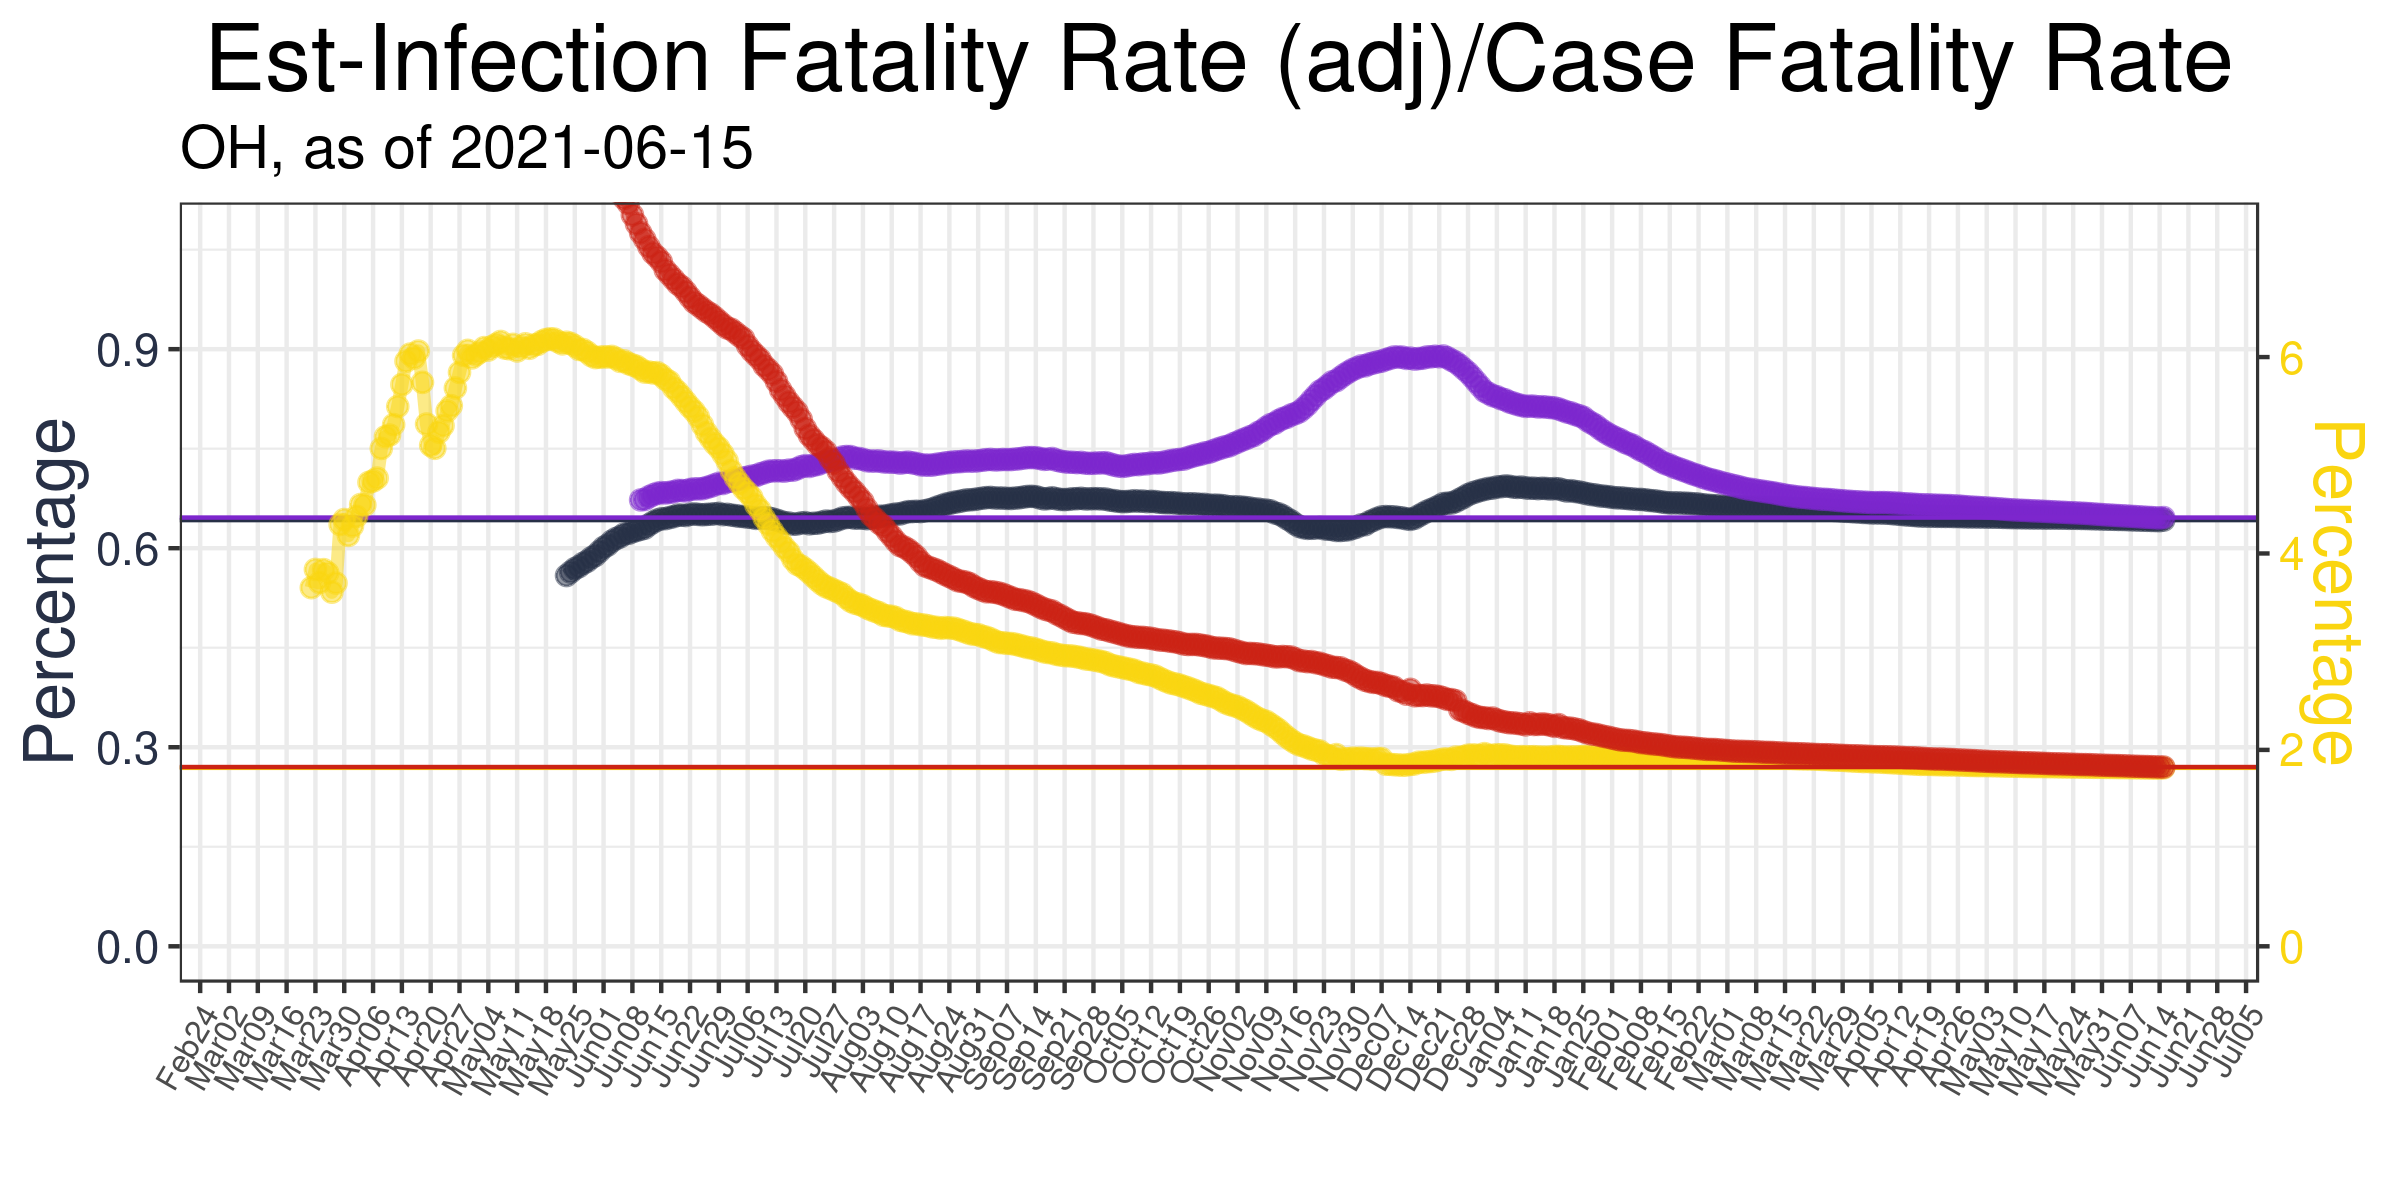 Est-Infection Fatality Rate (adj)/Case Fatality Rate
OH, as of 2021-06-15
Percentage
0.9
0.6
0.3
0.0
6
4
2
0
Percentage
Feb24
Mar02
Mar09
Mar16
Mar23
Mar30
Apr06
Apr13
Apr20
Apr27
May04
May11
May18
May25
Jun01
Jun08
Jun15
Jun22
Jun29
Jul06
Jul13
Jul20
Jul27
Aug03
Aug10
Aug17
Aug24
Aug31
Sep07
Sep14
Sep21
Sep28
Oct05
Oct12
Oct19
Oct26
Nov02
Nov09
Nov16
Nov23
Nov30
Dec07
Dec14
Dec21
Dec28
Jan04
Jan11
Jan18
Jan25
Feb01
Feb08
Feb15
Feb22
Mar01
Mar08
Mar15
Mar22
Mar29
Apr05
Apr12
Apr19
Apr26
May03
May10
May17
May24
May31
Jun07
Jun14
Jun21
Jun28
Jul05